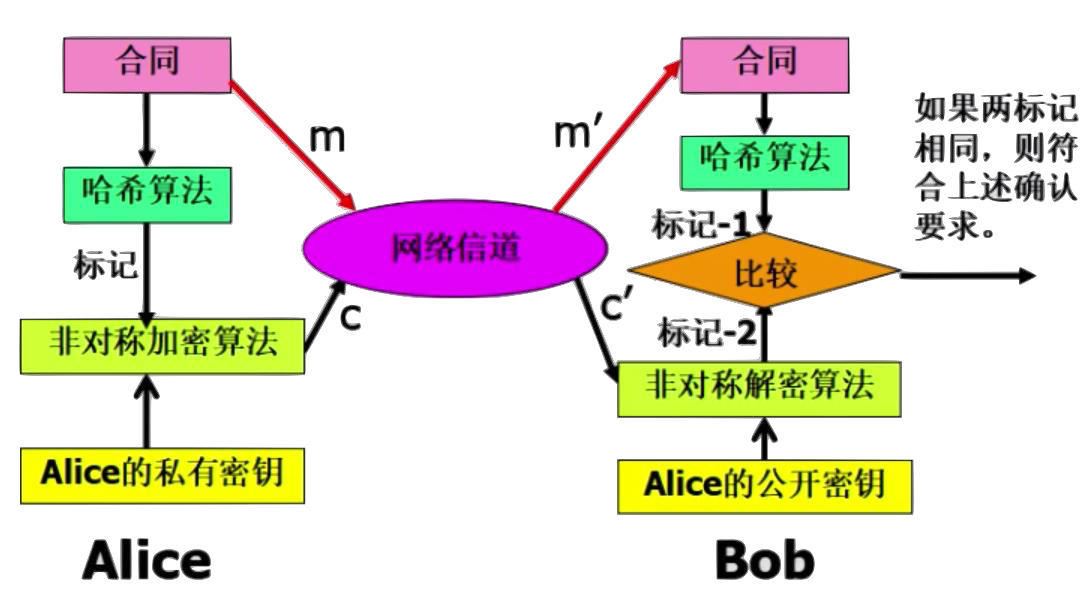 合同
m
哈希算法
标记
网络信道
c
非对称加密算法
Alice的私有密钥
Alice
m′
合同
哈希算法
标记-1
比较
c′
标记-2
非对称解密算法
Alice的公开密钥
Bob
如果两标记
相同，则符
合上述确认
要求。